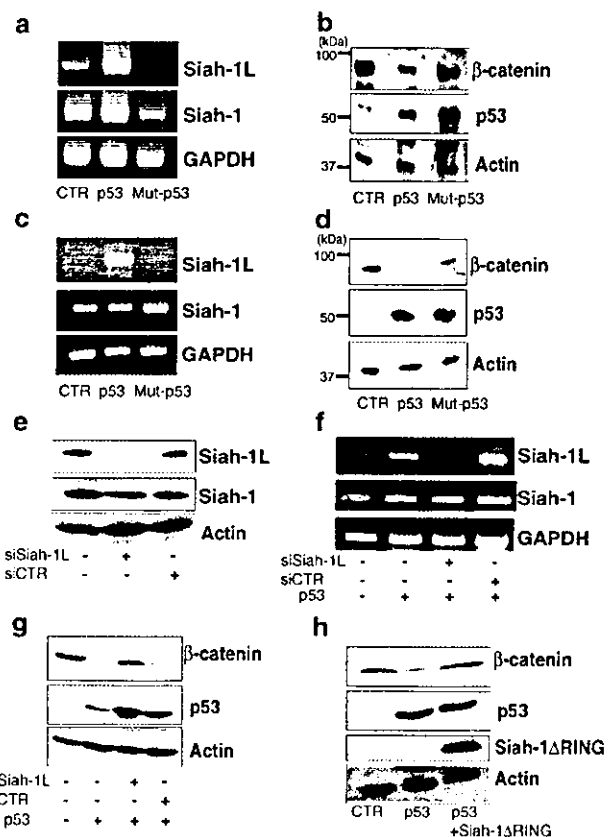 a
Siah-1L
Siah-1
GAPDH
CTR p53 Mut-p53
b
(kDa)
100
β-catenin
50
p53
37
Actin
CTR p53 Mut-p53
c
Siah-1L
Siah-1
GAPDH
CTR p53 Mut-p53
d
(kDa)
100
β-catenin
50
p53
37
Actin
CTR p53 Mut-p53
e
Siah-1L
Siah-1
Actin
siSiah-1L - + -
siCTR - - +
f
Siah-1L
Siah-1
GAPDH
siSiah-1L - - + -
siCTR - - - +
p53 - + + +
g
β-catenin
p53
Actin
Siah-1L - - + -
CTR - - - +
p53 - + + +
h
β-catenin
p53
Siah-1ΔRING
Actin
CTR p53 p53
+Siah-1ΔRING